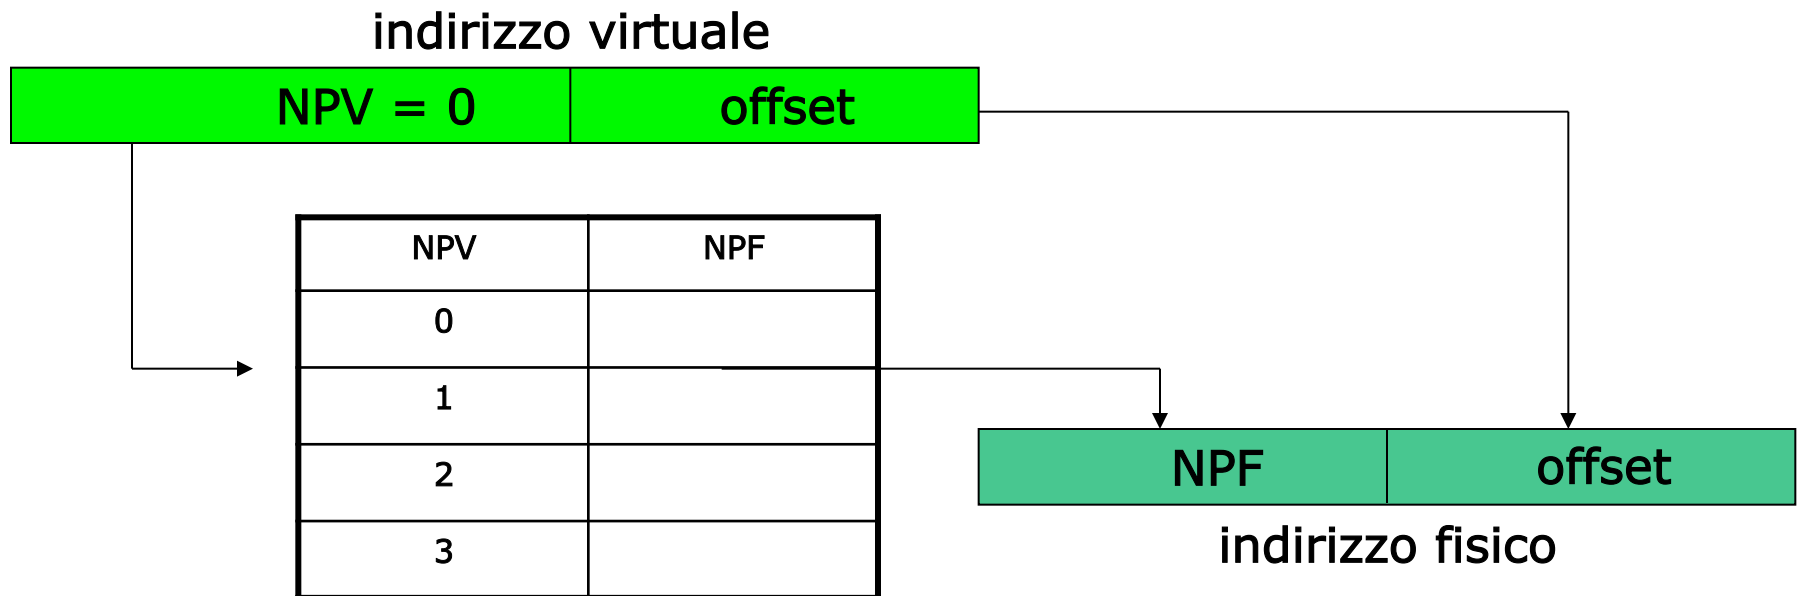 indirizzo virtuale
NPV = 0 offset
NPV NPF
0
1
2
3
NPF offset
indirizzo fisico